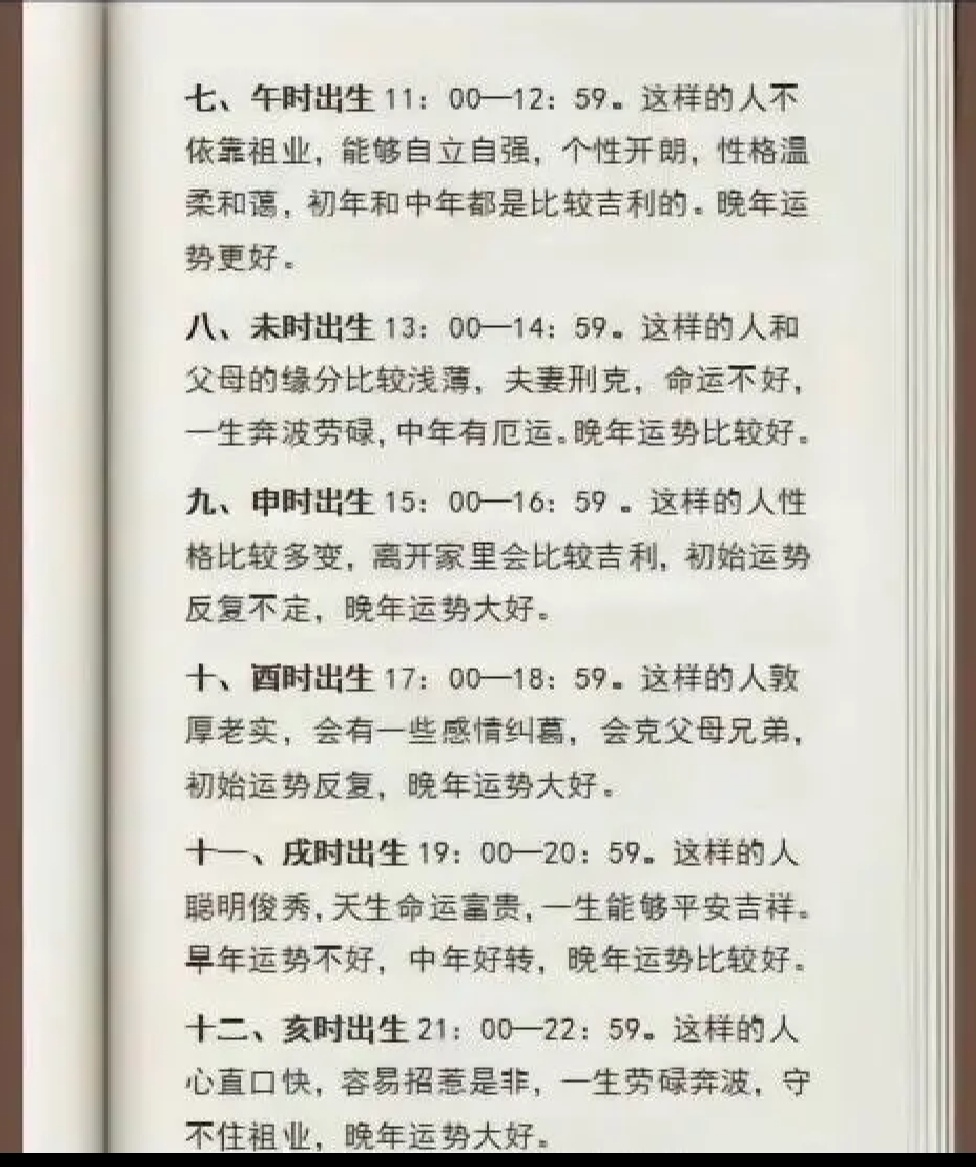 七、午时出生11：00—12：59。这样的人不
依靠祖业，能够自立自强，个性开朗，性格温
柔和蔼，初年和中年都是比较吉利的。晚年运
势更好。
八、未时出生13：00—14：59。这样的人和
父母的缘分比较浅薄，夫妻刑克，命运不好，
一生奔波劳碌，中年有厄运。晚年运势比较好。
九、申时出生15：00—16：59 。这样的人性
格比较多变，离开家里会比较吉利，初始运势
反复不定，晚年运势大好。
十、酉时出生17：00—18：59。这样的人敦
厚老实，会有一些感情纠葛，会克父母兄弟，
初始运势反复，晚年运势大好。
十一、戌时出生19：00—20：59。这样的人
聪明俊秀，天生命运富贵，一生能够平安吉祥。
早年运势不好，中年好转，晚年运势比较好。
十二、亥时出生21：00—22：59。这样的人
心直口快，容易招惹是非，一生劳碌奔波，守
不住祖业，晚年运势大好。